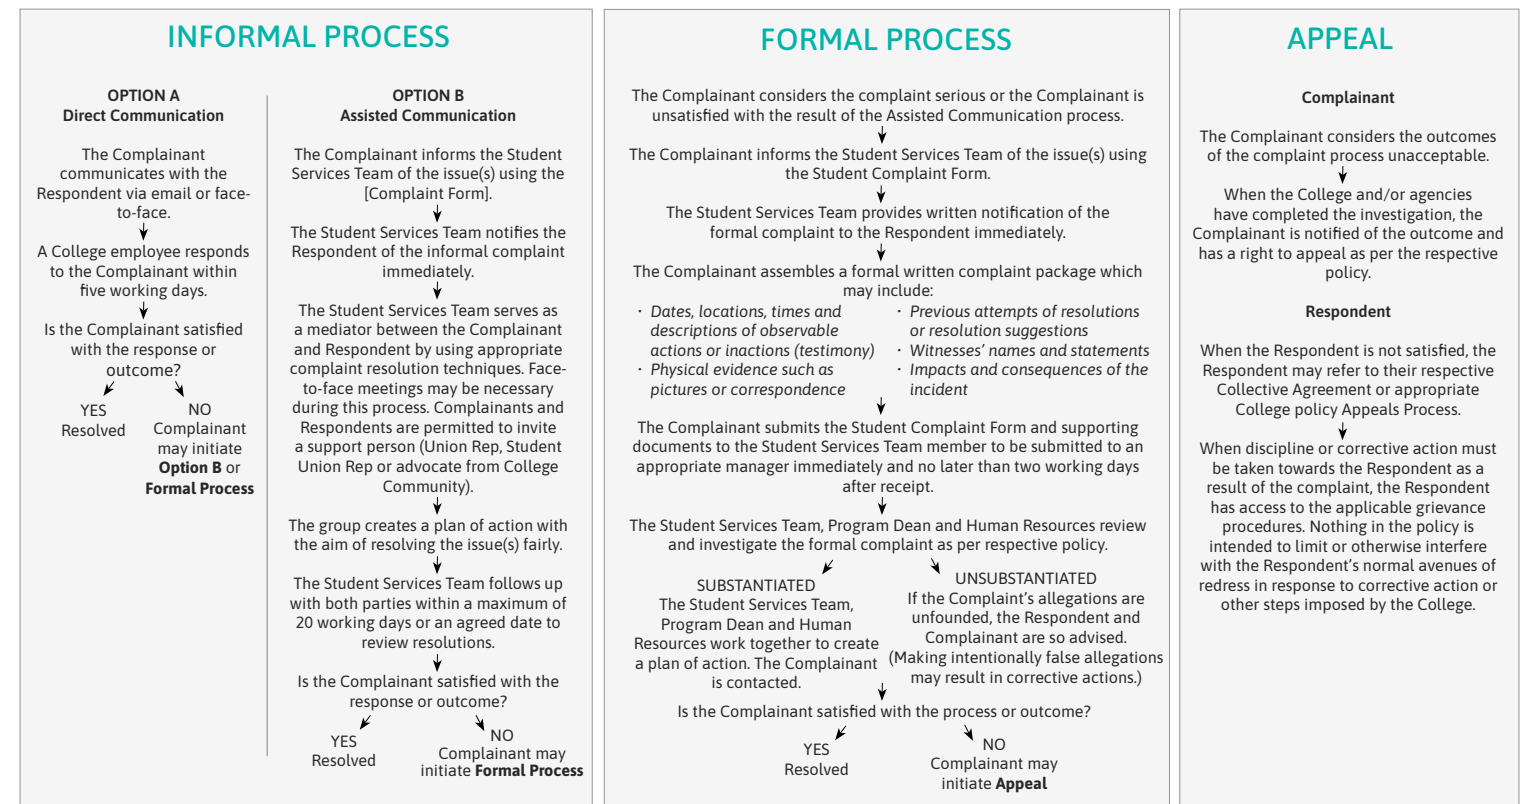 INFORMAL PROCESS
OPTION A
Direct Communication
The Complainant
communicates with the
Respondent via email or face-
to-face.
A College employee responds
to the Complainant within
five working days.
Is the Complainant satisfied
with the response or
outcome?
YES
Resolved
NO
Complainant
may initiate
Option B or
Formal Process
OPTION B
Assisted Communication
The Complainant informs the Student
Services Team of the issue(s) using the
[Complaint Form].
The Student Services Team notifies the
Respondent of the informal complaint
immediately.
The Student Services Team serves as
a mediator between the Complainant
and Respondent by using appropriate
complaint resolution techniques. Face-
to-face meetings may be necessary
during this process. Complainants and
Respondents are permitted to invite
a support person (Union Rep, Student
Union Rep or advocate from College
Community).
The group creates a plan of action with
the aim of resolving the issue(s) fairly.
The Student Services Team follows up
with both parties within a maximum of
20 working days or an agreed date to
review resolutions.
Is the Complainant satisfied with the
response or outcome?
YES
Resolved
NO
Complainant may
initiate Formal Process
FORMAL PROCESS
The Complainant considers the complaint serious or the Complainant is
unsatisfied with the result of the Assisted Communication process.
The Complainant informs the Student Services Team of the issue(s) using
the Student Complaint Form.
The Student Services Team provides written notification of the
formal complaint to the Respondent immediately.
The Complainant assembles a formal written complaint package which
may include:
· Dates, locations, times and
descriptions of observable
actions or inactions (testimony)
· Physical evidence such as
pictures or correspondence
· Previous attempts of resolutions
or resolution suggestions
· Witnesses' names and statements
· Impacts and consequences of the
incident
The Complainant submits the Student Complaint Form and supporting
documents to the Student Services Team member to be submitted to an
appropriate manager immediately and no later than two working days
after receipt.
The Student Services Team, Program Dean and Human Resources review
and investigate the formal complaint as per respective policy.
SUBSTANTIATED
The Student Services Team,
Program Dean and Human
Resources work together to create
a plan of action. The Complainant
is contacted.
UNSUBSTANTIATED
If the Complaint's allegations are
unfounded, the Respondent and
Complainant are so advised.
(Making intentionally false allegations
may result in corrective actions.)
Is the Complainant satisfied with the process or outcome?
YES
Resolved
NO
Complainant may
initiate Appeal
APPEAL
Complainant
The Complainant considers the outcomes
of the complaint process unacceptable.
When the College and/or agencies
have completed the investigation, the
Complainant is notified of the outcome and
has a right to appeal as per the respective
policy.
Respondent
When the Respondent is not satisfied, the
Respondent may refer to their respective
Collective Agreement or appropriate
College policy Appeals Process.
When discipline or corrective action must
be taken towards the Respondent as a
result of the complaint, the Respondent
has access to the applicable grievance
procedures. Nothing in the policy is
intended to limit or otherwise interfere
with the Respondent's normal avenues of
redress in response to corrective action or
other steps imposed by the College.